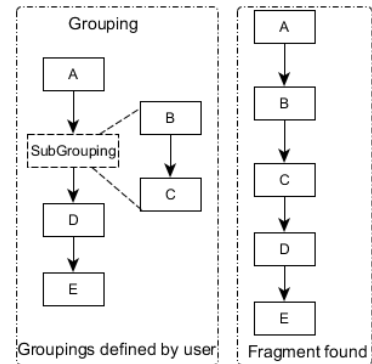 Grouping
A
B
SubGrouping
C
D
E
Groupings defined by user
A
B
C
D
E
Fragment found